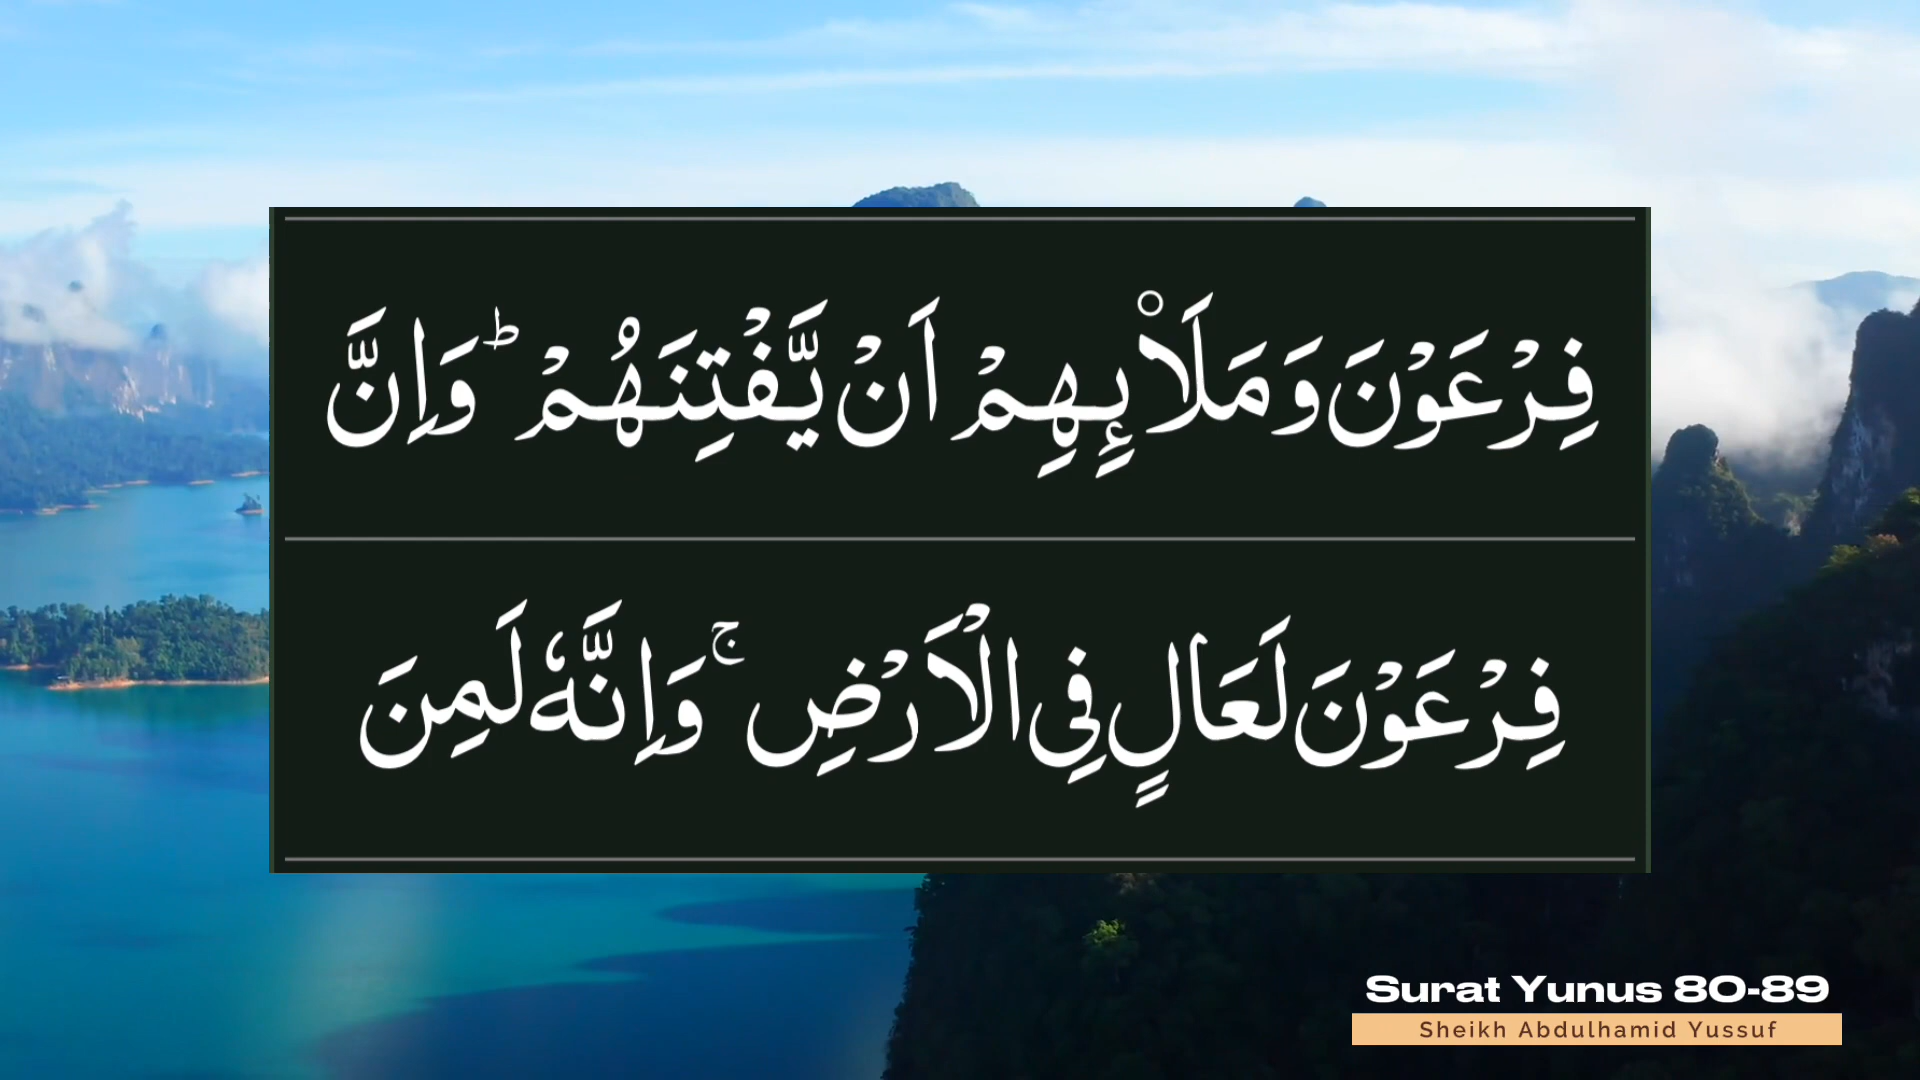 فِرْعَوْنَ وَمَلَا۠ئِهِمْ اَنْ يَّفْتِنَهُمْ ؕ وَاِنَّ
فِرْعَوْنَ لَعَالٍ فِى الْاَرْضِ ۚ وَاِنَّهٗ لَمِنَ
Surat Yunus 80-89
Sheikh Abdulhamid Yussuf